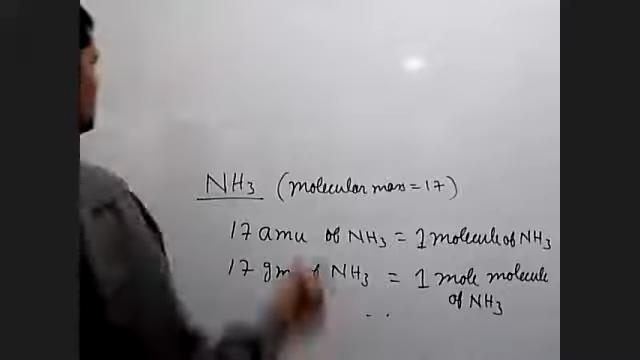 NH3 (molecular mass = 17)
17 amu of NH3 = 1 molecule of NH3
17 gm of NH3 = 1 mole molecule
of NH3